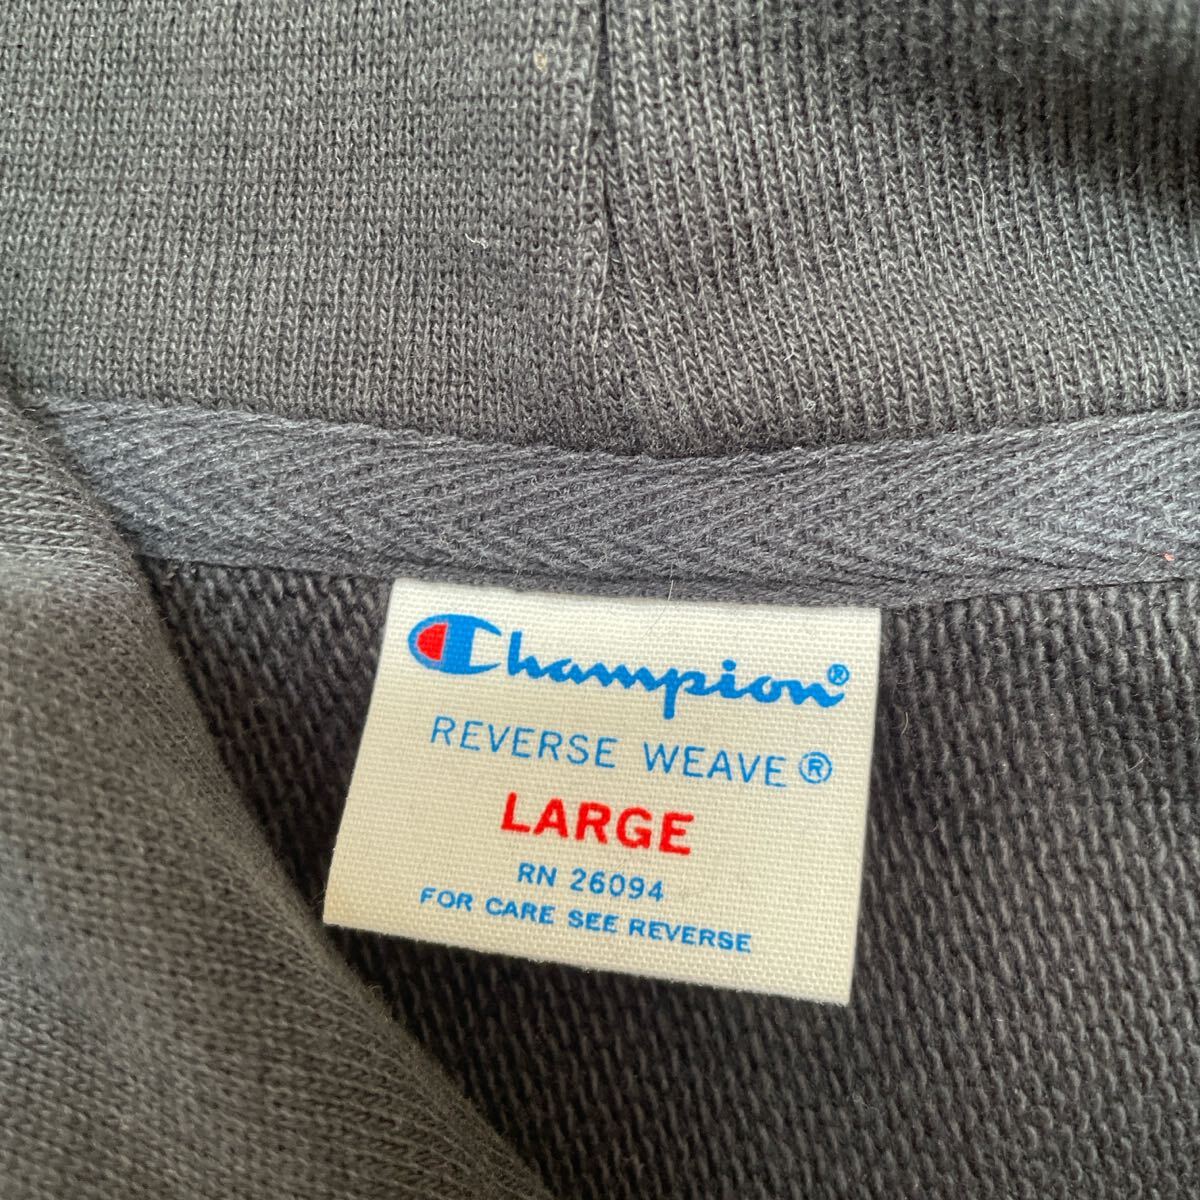 Champion®
REVERSE WEAVE®
LARGE
RN 26094
FOR CARE SEE REVERSE